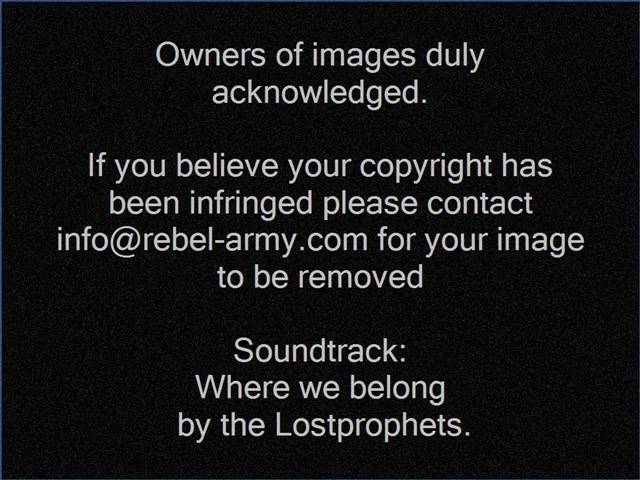 Owners of images duly
acknowledged.
If you believe your copyright has
been infringed please contact
info@rebel-army.com for your image
to be removed
Soundtrack:
Where we belong
by the Lostprophets.